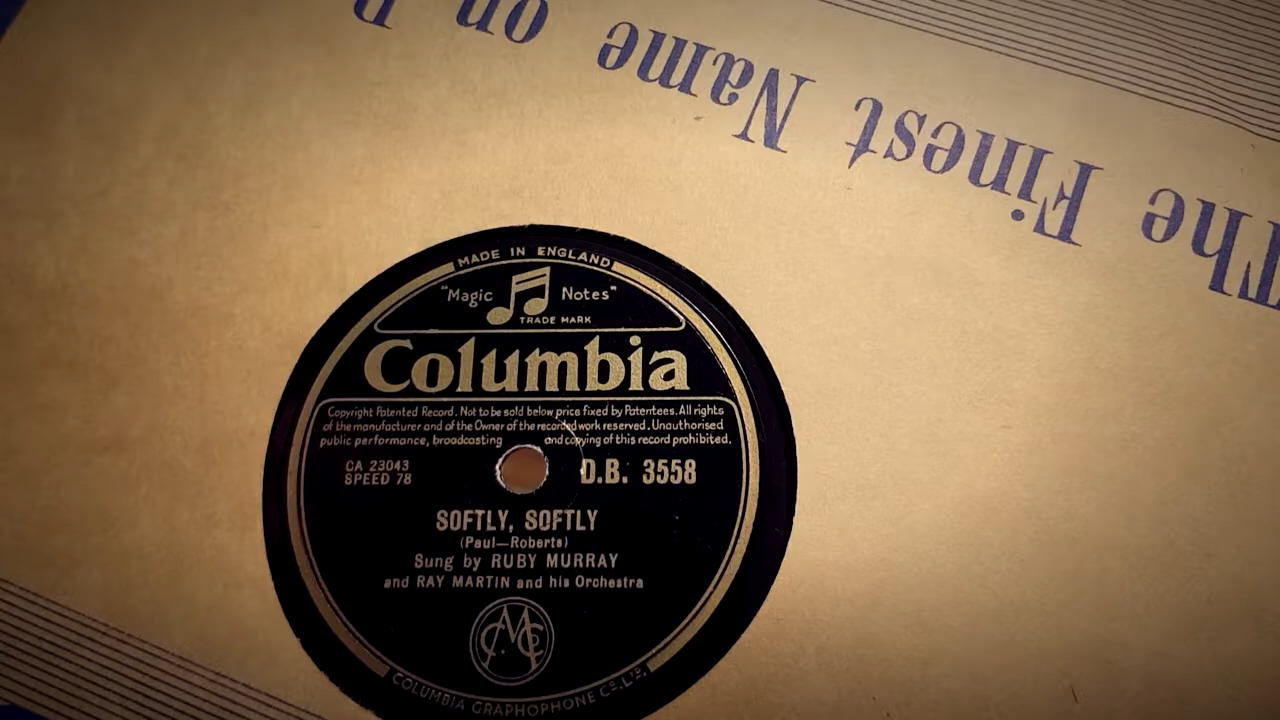 The Finest Name on
MADE IN ENGLAND
"Magic Notes"
TRADE MARK
Columbia
Copyright Patented Record. Not to be sold below price fixed by Patentees. All rights
of the manufacturer and of the Owner of the recorded work reserved. Unauthorised
public performance, broadcasting and copying of this record prohibited.
CA 23043 D.B. 3558
SPEED 78
SOFTLY, SOFTLY
(Paul—Roberts)
Sung by RUBY MURRAY
and RAY MARTIN and his Orchestra
COLUMBIA GRAPHOPHONE CO. LTD.